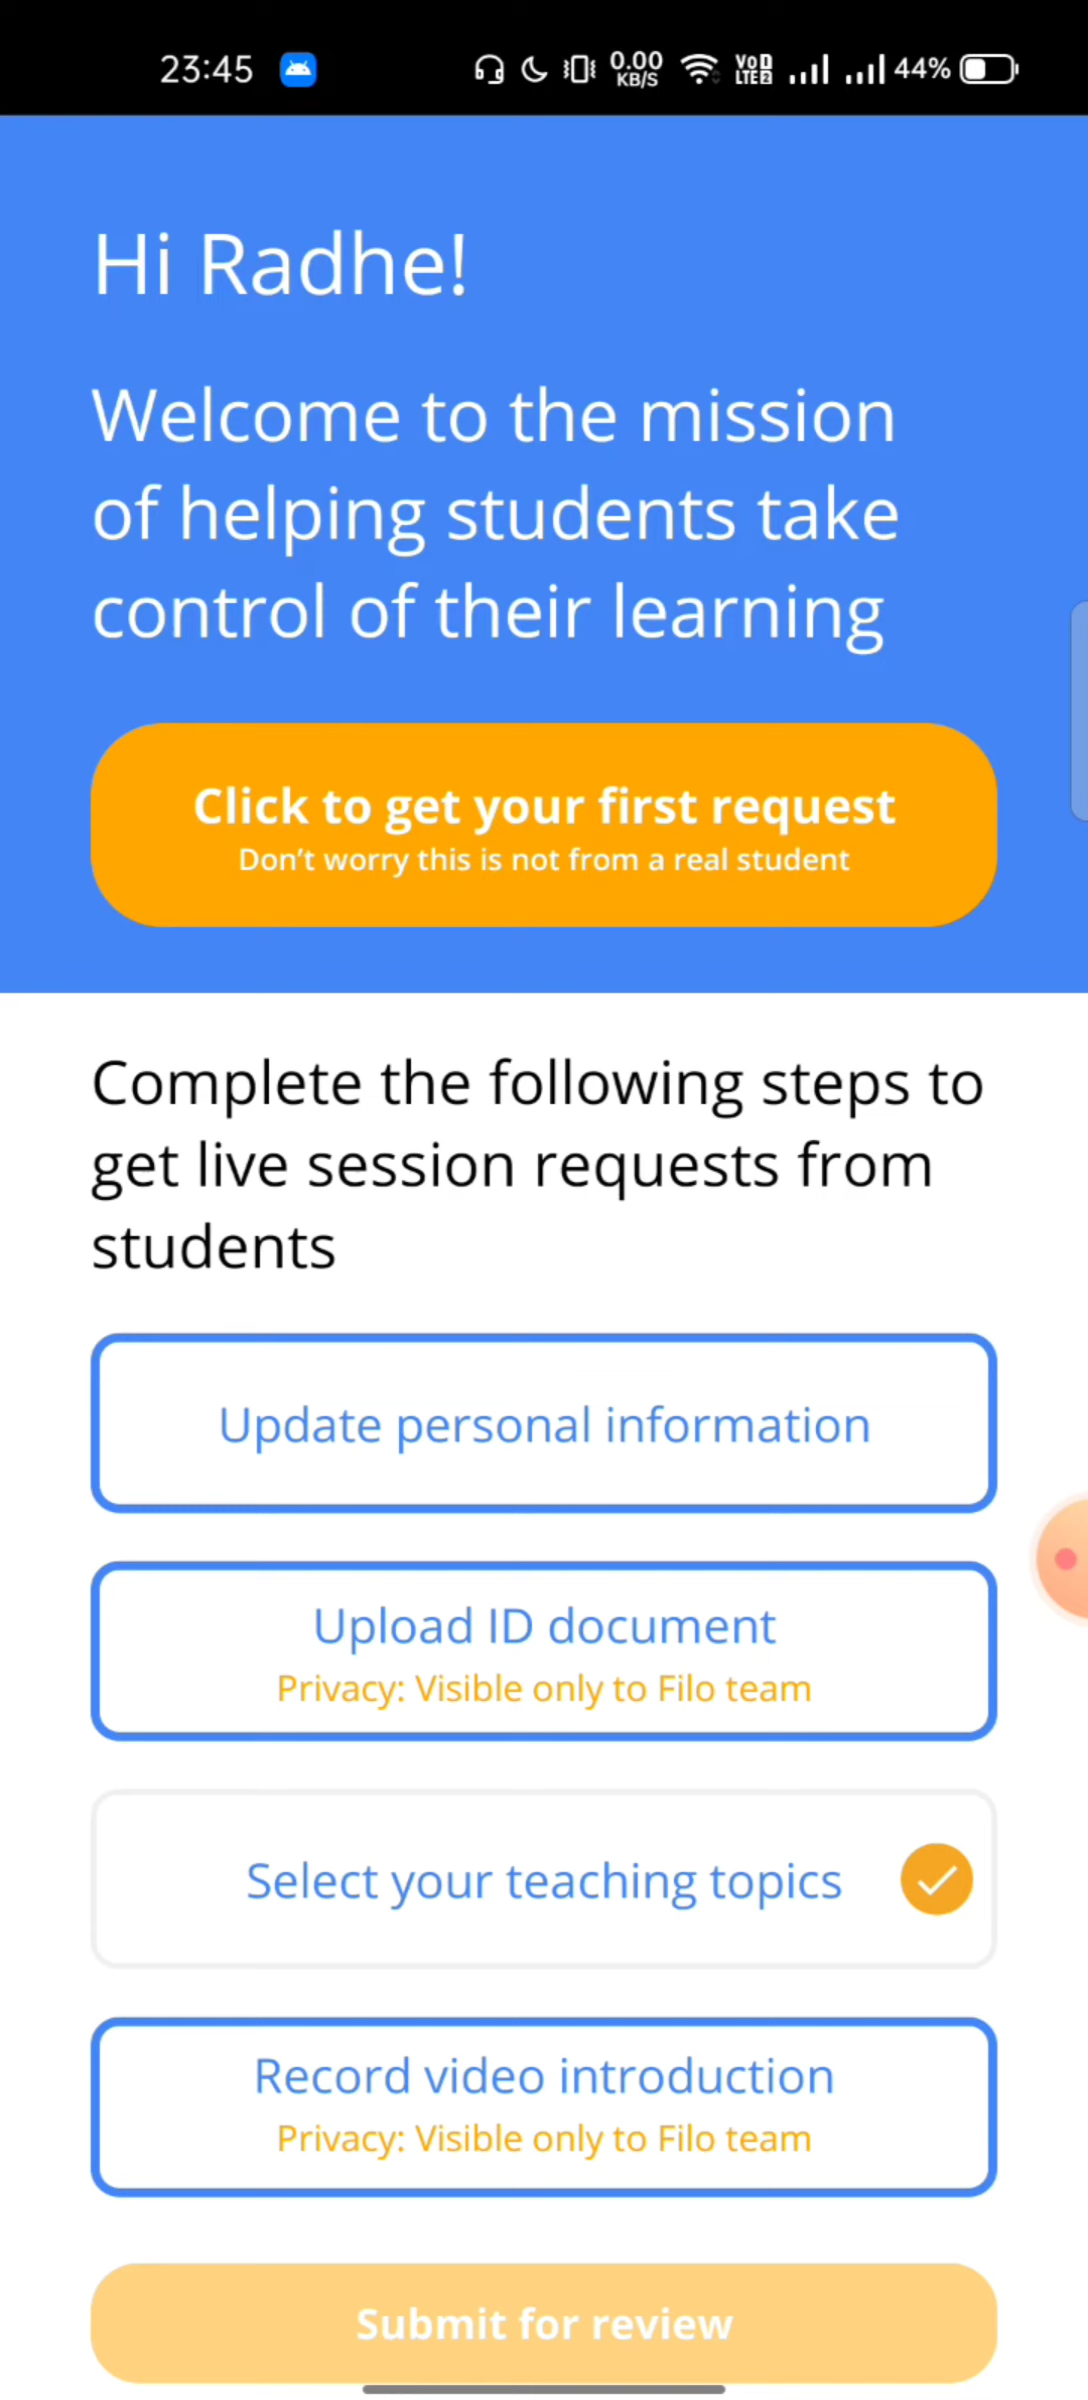 23:45
0.00
KB/S
VoD
LTE2
44%
Hi Radhe!
Welcome to the mission
of helping students take
control of their learning
Click to get your first request
Don't worry this is not from a real student
Complete the following steps to
get live session requests from
students
Update personal information
Upload ID document
Privacy: Visible only to Filo team
Select your teaching topics
Record video introduction
Privacy: Visible only to Filo team
Submit for review